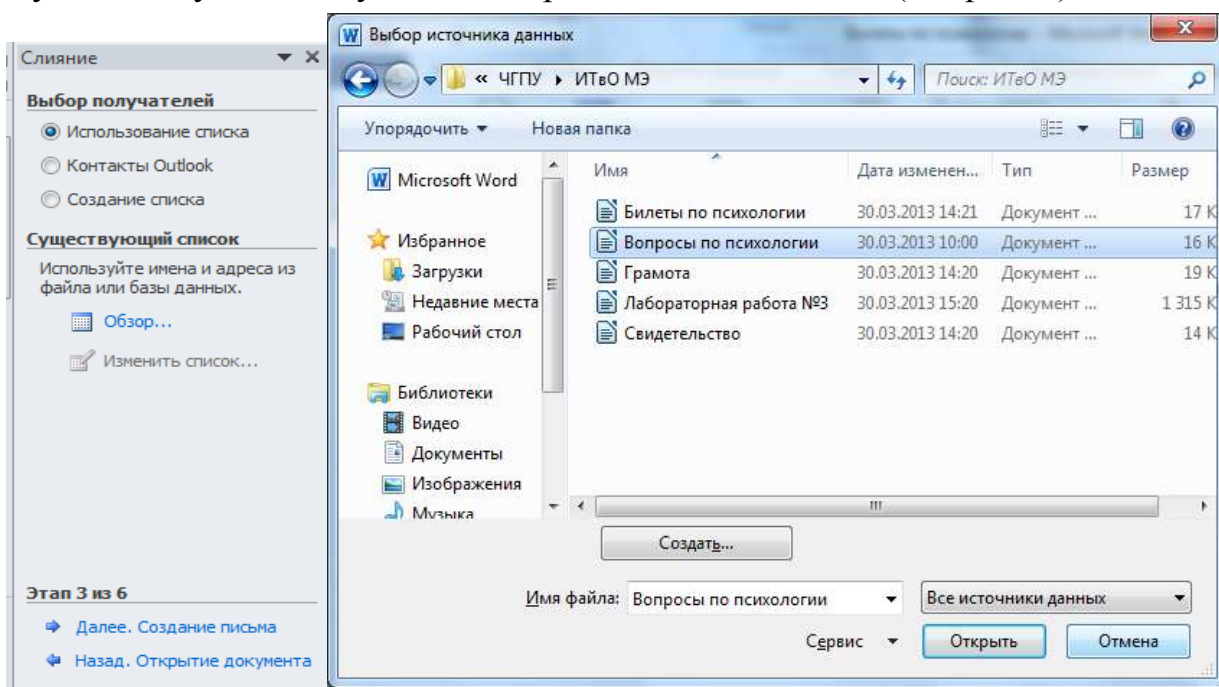 Слияние
Выбор получателей
Использование списка
Контакты Outlook
Создание списка
Существующий список
Используйте имена и адреса из
файла или базы данных.
Обзор...
Изменить список...
Этап 3 из 6
Далее. Создание письма
Назад. Открытие документа
Выбор источника данных
« ЧГПУ ИТвО МЭ
Поиск: ИТвО МЭ
Упорядочить Новая папка
Microsoft Word
Избранное
Загрузки
Недавние места
Рабочий стол
Библиотеки
Видео
Документы
Изображения
Музыка
Имя Дата изменен... Тип Размер
Билеты по психологии 30.03.2013 14:21 Документ ... 17 К
Вопросы по психологии 30.03.2013 10:00 Документ ... 16 К
Грамота 30.03.2013 14:20 Документ ... 19 К
Лабораторная работа №3 30.03.2013 15:20 Документ ... 1 315 К
Свидетельство 30.03.2013 14:20 Документ ... 14 К
Создать...
Имя файла: Вопросы по психологии Все источники данных
Сервис Открыть Отмена